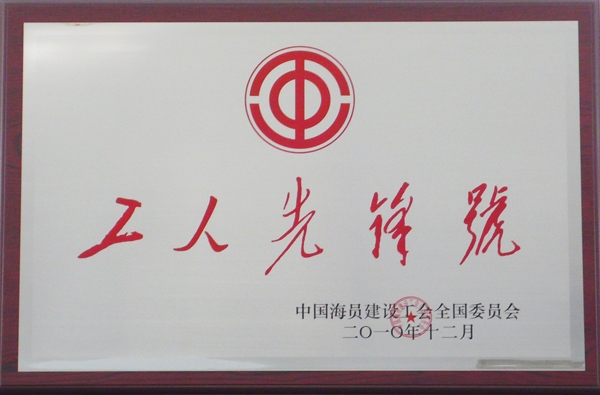 工人先锋號
中国海员建设工会全国委员会
二〇一〇年十二月